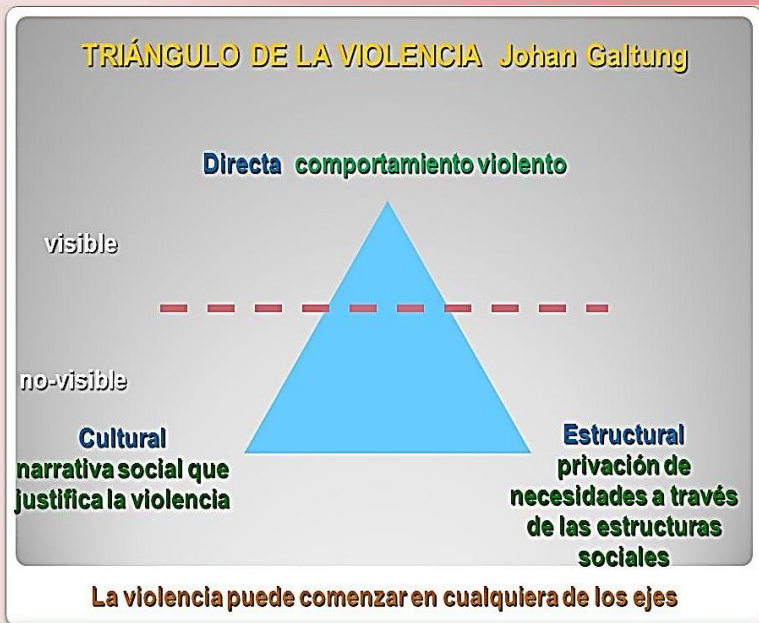 TRIÁNGULO DE LA VIOLENCIA Johan Galtung
Directa comportamiento violento
visible
no-visible
Cultural
narrativa social que
justifica la violencia
Estructural
privación de
necesidades a través
de las estructuras
sociales
La violencia puede comenzar en cualquiera de los ejes